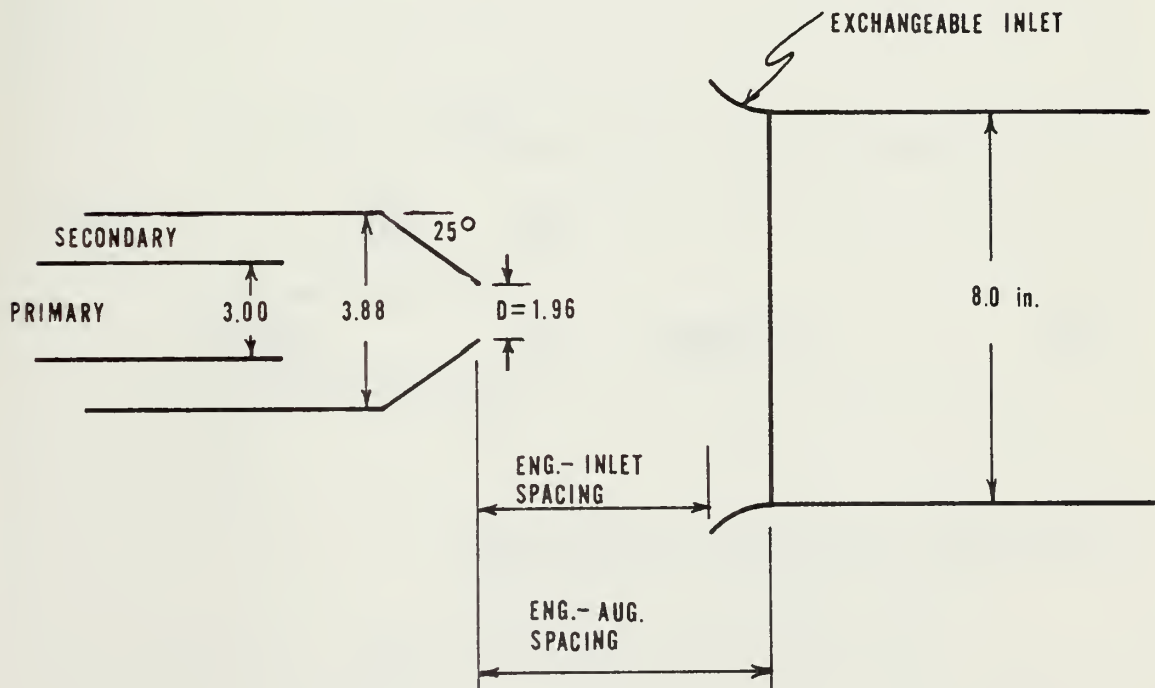 EXCHANGEABLE INLET
SECONDARY
25°
PRIMARY
3.00
3.88
D=1.96
8.0 in.
ENG.- INLET
SPACING
ENG.- AUG.
SPACING